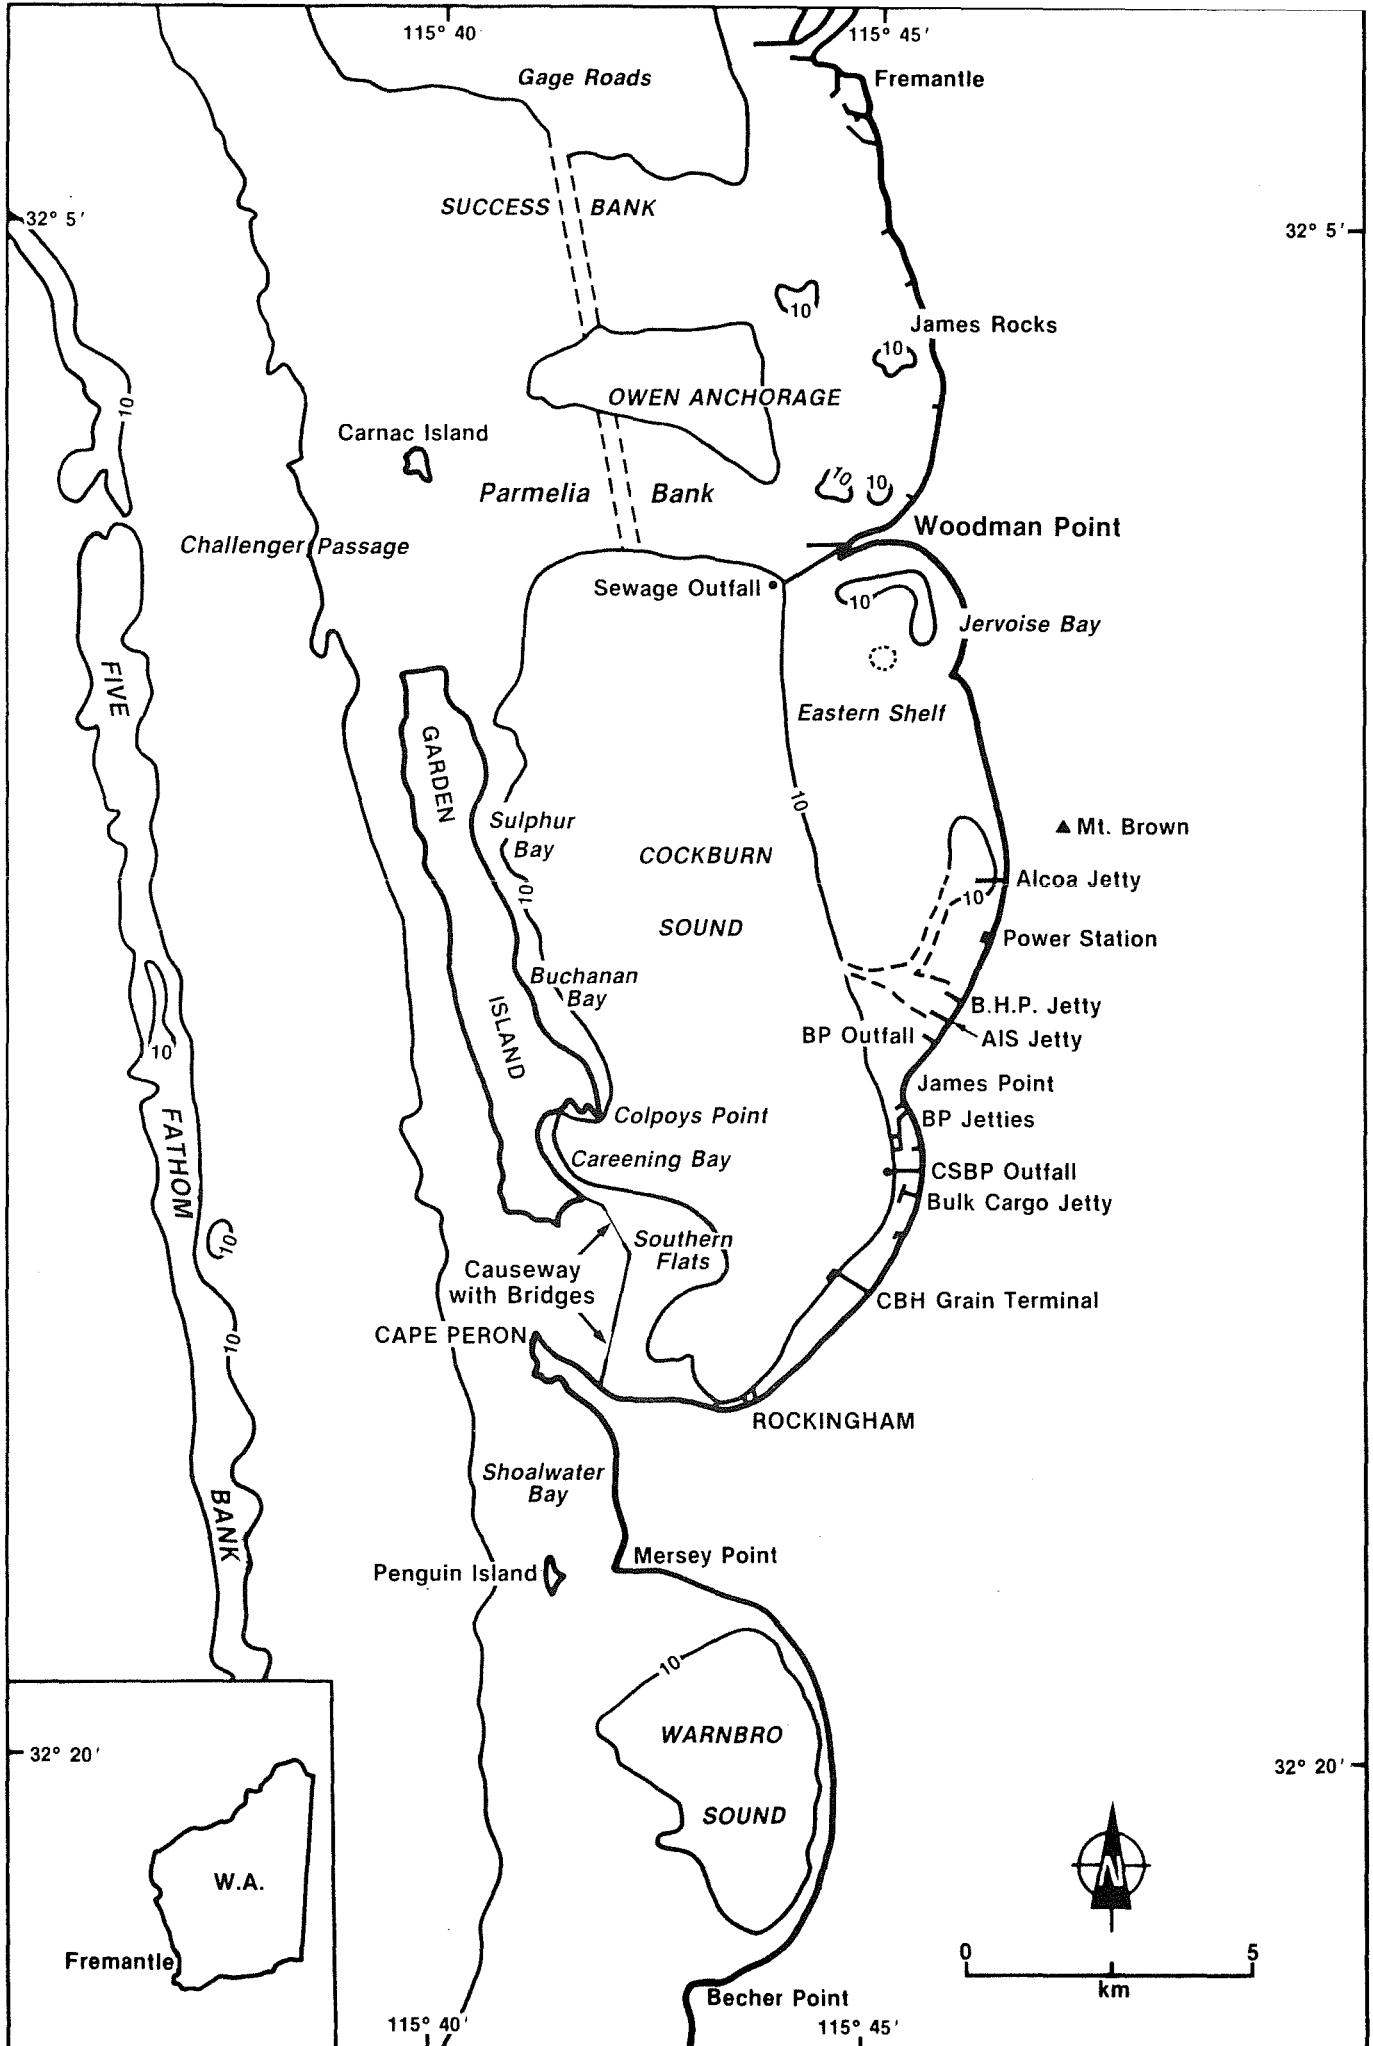 115° 40'
115° 45'
Gage Roads
Fremantle
SUCCESS BANK
32° 5'
32° 5'
10
James Rocks
10
OWEN ANCHORAGE
10
Carnac Island
Parmelia Bank
10
10
Woodman Point
Challenger Passage
Sewage Outfall
10
Jervoise Bay
FIVE
Eastern Shelf
GARDEN
10
Sulphur
Bay
Mt. Brown
COCKBURN
Alcoa Jetty
10
10
SOUND
Power Station
Buchanan
Bay
ISLAND
B.H.P. Jetty
BP Outfall
AIS Jetty
10
James Point
FATHOM
Colpoys Point
BP Jetties
Careening Bay
CSBP Outfall
Bulk Cargo Jetty
10
Southern
Flats
Causeway
with Bridges
CBH Grain Terminal
10
CAPE PERON
ROCKINGHAM
Shoalwater
Bay
BANK
Mersey Point
Penguin Island
10
WARNBRO
32° 20'
32° 20'
SOUND
W.A.
N
Fremantle
0
5
km
Becher Point
115° 40'
115° 45'